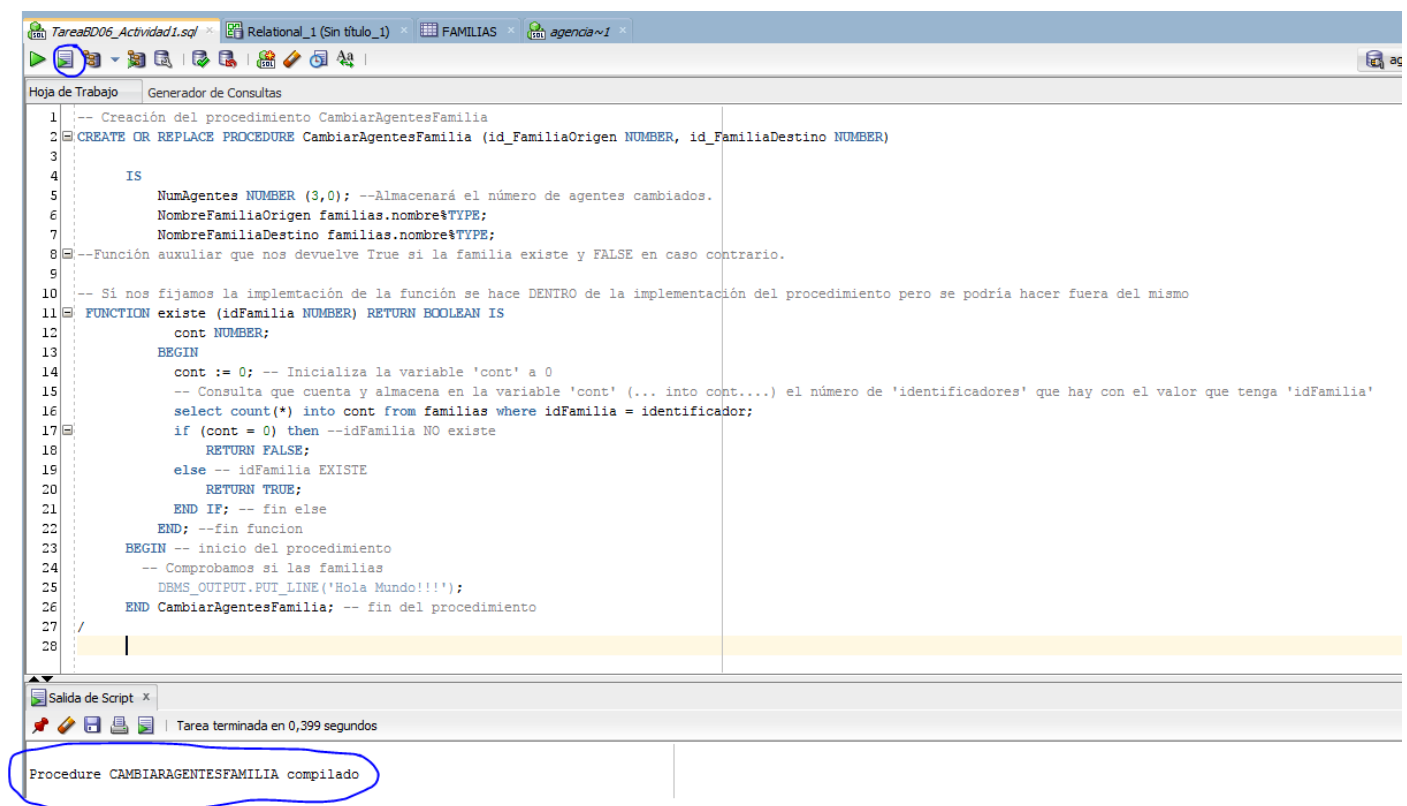 TareaBD06_Actividad1.sql
Relational_1 (Sin título_1)
FAMILIAS
agencia~1
Hoja de Trabajo
Generador de Consultas
1 -- Creación del procedimiento CambiarAgentesFamilia
2 CREATE OR REPLACE PROCEDURE CambiarAgentesFamilia (id_FamiliaOrigen NUMBER, id_FamiliaDestino NUMBER)
3
4 IS
5 NumAgentes NUMBER (3,0); --Almacenará el número de agentes cambiados.
6 NombreFamiliaOrigen familias.nombre%TYPE;
7 NombreFamiliaDestino familias.nombre%TYPE;
8 --Función auxuliar que nos devuelve True si la familia existe y FALSE en caso contrario.
9
10 -- Sí nos fijamos la implemtación de la función se hace DENTRO de la implementación del procedimiento pero se podría hacer fuera del mismo
11 FUNCTION existe (idFamilia NUMBER) RETURN BOOLEAN IS
12 cont NUMBER;
13 BEGIN
14 cont := 0; -- Inicializa la variable 'cont' a 0
15 -- Consulta que cuenta y almacena en la variable 'cont' (... into cont....) el número de 'identificadores' que hay con el valor que tenga 'idFamilia'
16 select count(*) into cont from familias where idFamilia = identificador;
17 if (cont = 0) then --idFamilia NO existe
18 RETURN FALSE;
19 else -- idFamilia EXISTE
20 RETURN TRUE;
21 END IF; -- fin else
22 END; --fin funcion
23 BEGIN -- inicio del procedimiento
24 -- Comprobamos si las familias
25 DBMS_OUTPUT.PUT_LINE('Hola Mundo!!!');
26 END CambiarAgentesFamilia; -- fin del procedimiento
27 /
28
Salida de Script
Tarea terminada en 0,399 segundos
Procedure CAMBIARAGENTESFAMILIA compilado